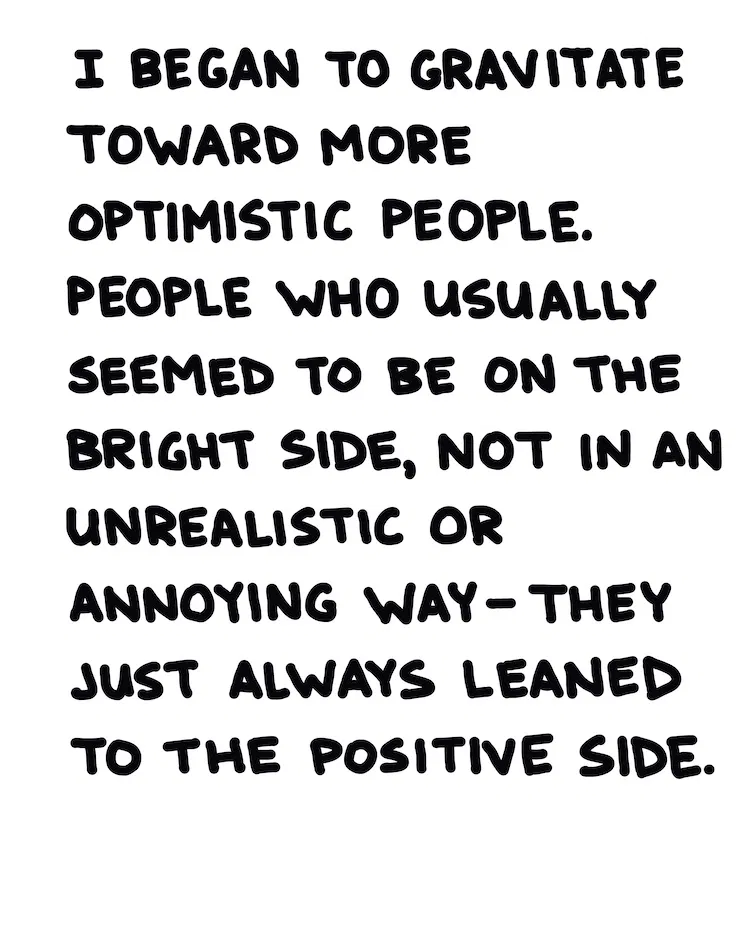 I BEGAN TO GRAVITATE
TOWARD MORE
OPTIMISTIC PEOPLE.
PEOPLE WHO USUALLY
SEEMED TO BE ON THE
BRIGHT SIDE, NOT IN AN
UNREALISTIC OR
ANNOYING WAY-THEY
JUST ALWAYS LEANED
TO THE POSITIVE SIDE.